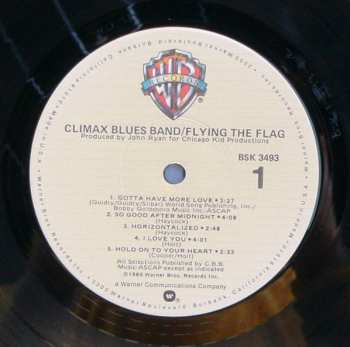 WB
RECORDS
CLIMAX BLUES BAND/FLYING THE FLAG
Produced by John Ryan for Chicago Kid Productions
BSK 3493
1
1. GOTTA HAVE MORE LOVE • 3:27
2. SO GOOD AFTER MIDNIGHT • 4:08
(Haycock)
3. HORIZONTALIZED • 2:48
(Haycock)
4. I LOVE YOU • 4:01
(Holt)
5. HOLD ON TO YOUR HEART • 3:33
(Cooper/Holt)
All Selections Published by C.B.B.
Music ASCAP except as indicated
©1980 Warner Bros. Records Inc.
W
a Warner Communications Company